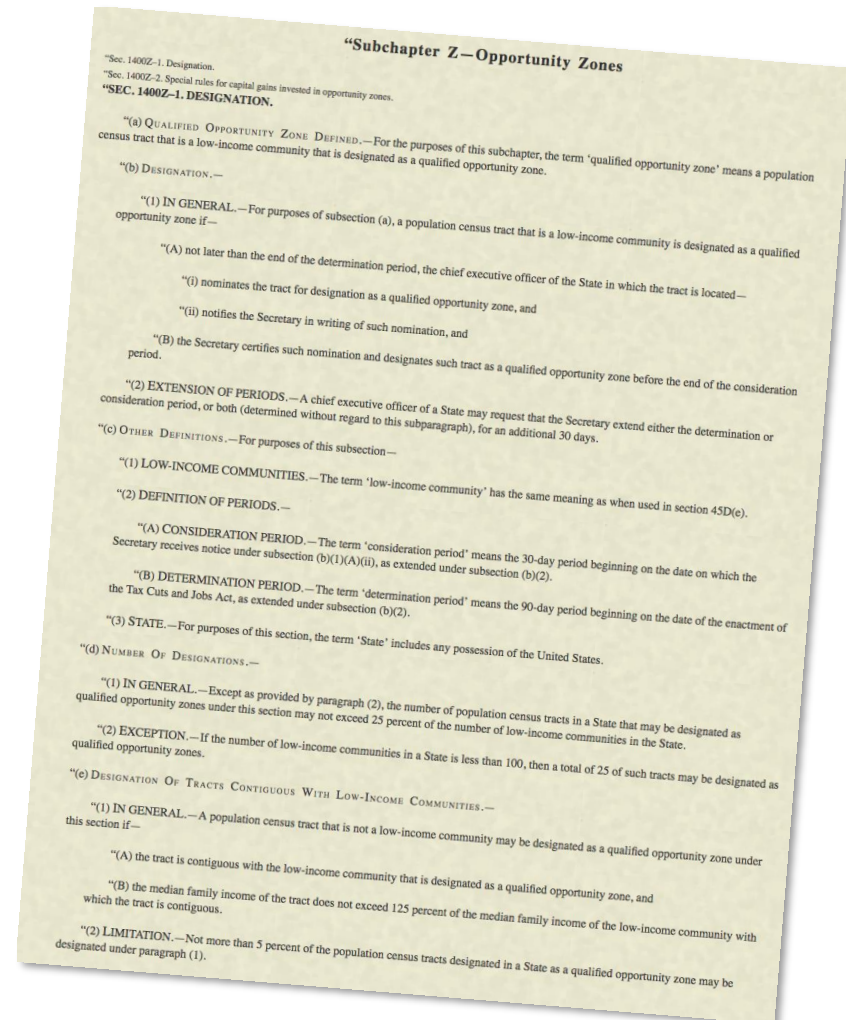 “Subchapter Z—Opportunity Zones
“Sec. 1400Z–1. Designation.
“Sec. 1400Z–2. Special rules for capital gains invested in opportunity zones.
“SEC. 1400Z–1. DESIGNATION.
“(a) Qualified Opportunity Zone Defined.—For the purposes of this subchapter, the term ‘qualified opportunity zone’ means a population
census tract that is a low-income community that is designated as a qualified opportunity zone.
“(b) Designation.—
“(1) IN GENERAL.—For purposes of subsection (a), a population census tract that is a low-income community is designated as a qualified
opportunity zone if—
“(A) not later than the end of the determination period, the chief executive officer of the State in which the tract is located—
“(i) nominates the tract for designation as a qualified opportunity zone, and
“(ii) notifies the Secretary in writing of such nomination, and
“(B) the Secretary certifies such nomination and designates such tract as a qualified opportunity zone before the end of the consideration
period.
“(2) EXTENSION OF PERIODS.—A chief executive officer of a State may request that the Secretary extend either the determination or
consideration period, or both (determined without regard to this subparagraph), for an additional 30 days.
“(c) Other Definitions.—For purposes of this subsection—
“(1) LOW-INCOME COMMUNITIES.—The term ‘low-income community’ has the same meaning as when used in section 45D(e).
“(2) DEFINITION OF PERIODS.—
“(A) CONSIDERATION PERIOD.—The term ‘consideration period’ means the 30-day period beginning on the date on which the
Secretary receives notice under subsection (b)(1)(A)(ii), as extended under subsection (b)(2).
“(B) DETERMINATION PERIOD.—The term ‘determination period’ means the 90-day period beginning on the date of the enactment of
the Tax Cuts and Jobs Act, as extended under subsection (b)(2).
“(3) STATE.—For purposes of this section, the term ‘State’ includes any possession of the United States.
“(d) Number Of Designations.—
“(1) IN GENERAL.—Except as provided by paragraph (2), the number of population census tracts in a State that may be designated as
qualified opportunity zones under this section may not exceed 25 percent of the number of low-income communities in the State.
“(2) EXCEPTION.—If the number of low-income communities in a State is less than 100, then a total of 25 of such tracts may be designated as
qualified opportunity zones.
“(e) Designation Of Tracts Contiguous With Low-Income Communities.—
“(1) IN GENERAL.—A population census tract that is not a low-income community may be designated as a qualified opportunity zone under
this section if—
“(A) the tract is contiguous with the low-income community that is designated as a qualified opportunity zone, and
“(B) the median family income of the tract does not exceed 125 percent of the median family income of the low-income community with
which the tract is contiguous.
“(2) LIMITATION.—Not more than 5 percent of the population census tracts designated in a State as a qualified opportunity zone may be
designated under paragraph (1).